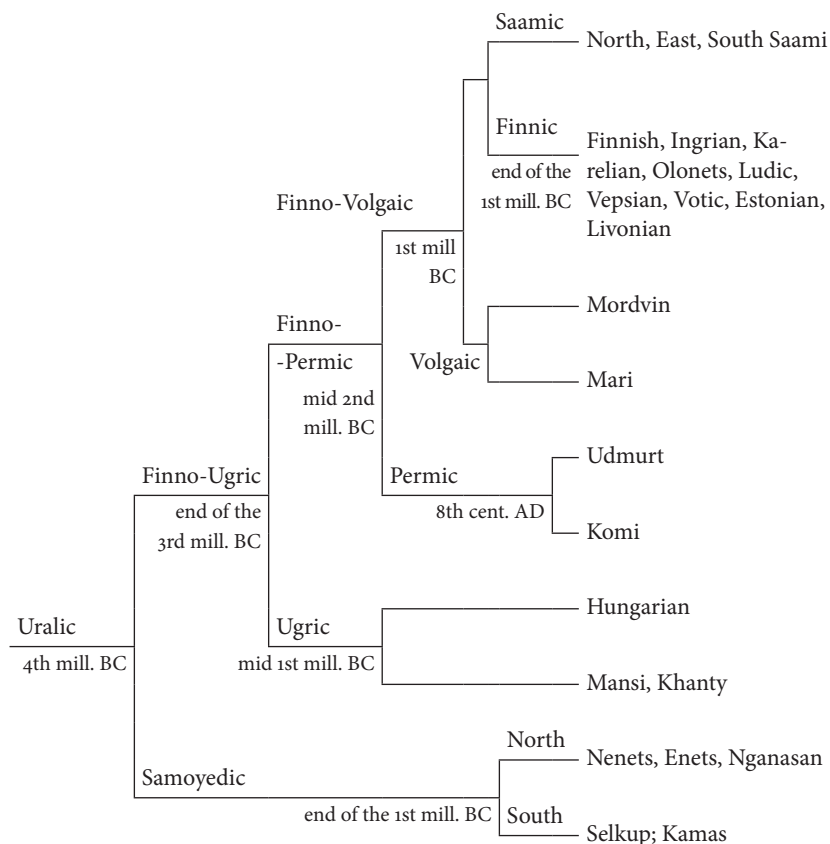 Saamic
North, East, South Saami
Finnic
Finnish, Ingrian, Ka-
relian, Olonets, Ludic,
Vepsian, Votic, Estonian,
Livonian
end of the
1st mill. BC
Finno-Volgaic
1st mill
BC
Mordvin
Finno-
-Permic
Volgaic
Mari
mid 2nd
mill. BC
Udmurt
Finno-Ugric
Permic
end of the
3rd mill. BC
8th cent. AD
Komi
Hungarian
Uralic
Ugric
4th mill. BC
mid 1st mill. BC
Mansi, Khanty
North
Nenets, Enets, Nganasan
Samoyedic
end of the 1st mill. BC
South
Selkup; Kamas